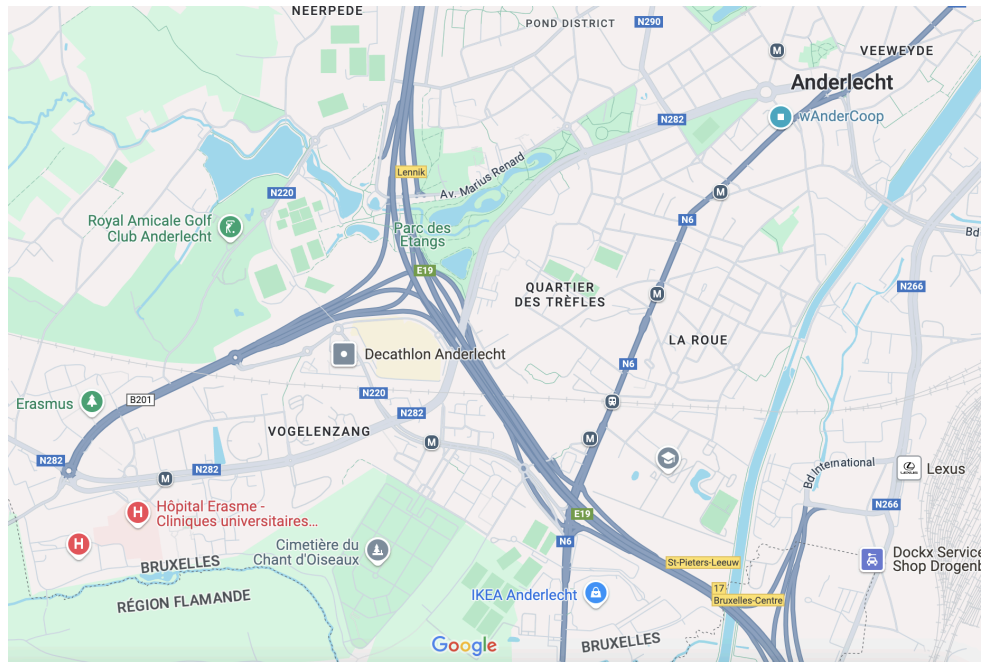 NEERPEDE
POND DISTRICT
N290
M
VEEWEYDE
Anderlecht
wAnderCoop
N282
Lennik
Av. Marius Renard
N220
M
Royal Amicale Golf
Club Anderlecht
Parc des
Etangs
N6
Bd
E19
QUARTIER
DES TRÈFLES
M
N266
LA ROUE
Decathlon Anderlecht
N6
N220
B201
Erasmus
N282
VOGELENZANG
M
M
N282
N282
M
Bd International
Lexus
N266
H
Hôpital Erasme -
Cliniques universitaires...
E19
H
Cimetière du
Chant d'Oiseaux
N6
BRUXELLES
RÉGION FLAMANDE
St-Pieters-Leeuw
Dockx Service
Shop Drogenb
IKEA Anderlecht
17:
Bruxelles-Centre
Google
BRUXELLES